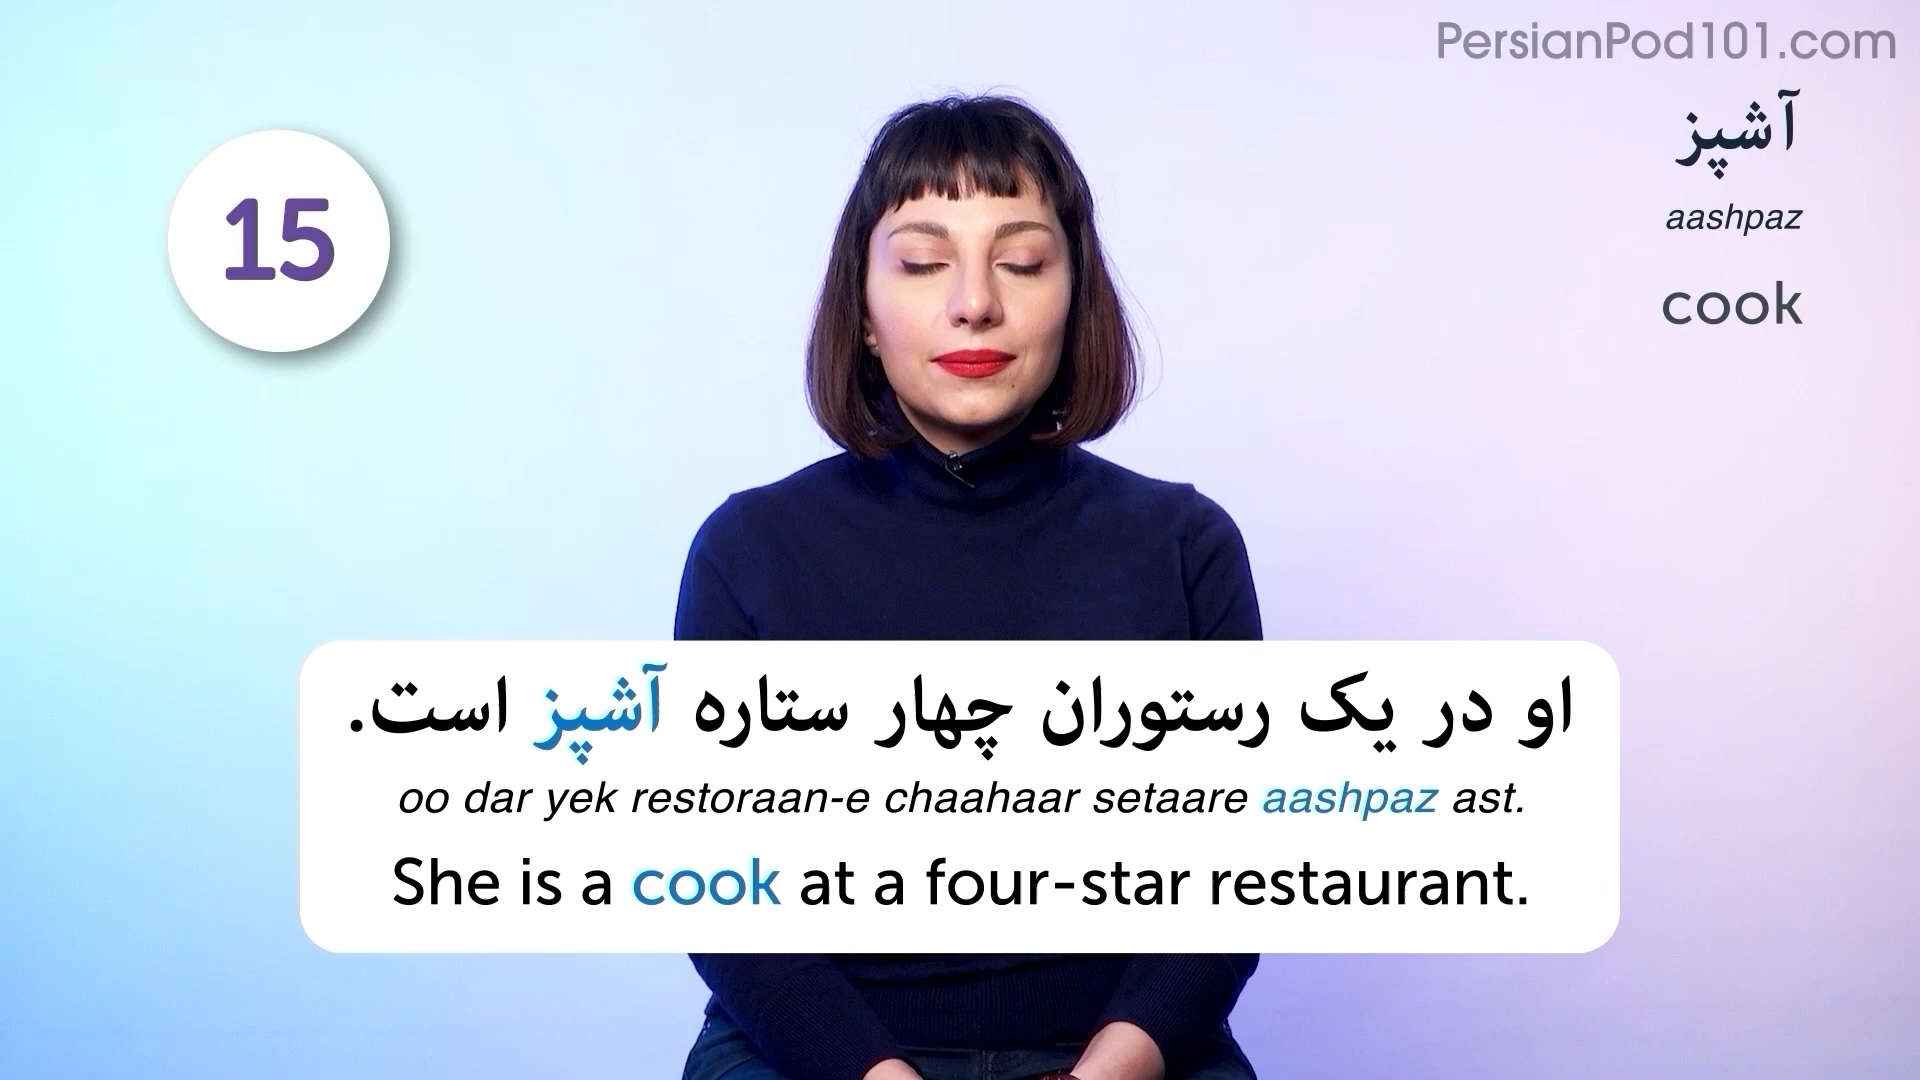 PersianPod101.com
آشپز
aashpaz
cook
15
او در یک رستوران چهار ستاره آشپز است.
oo dar yek restoraan-e chaahaar setaare aashpaz ast.
She is a cook at a four-star restaurant.